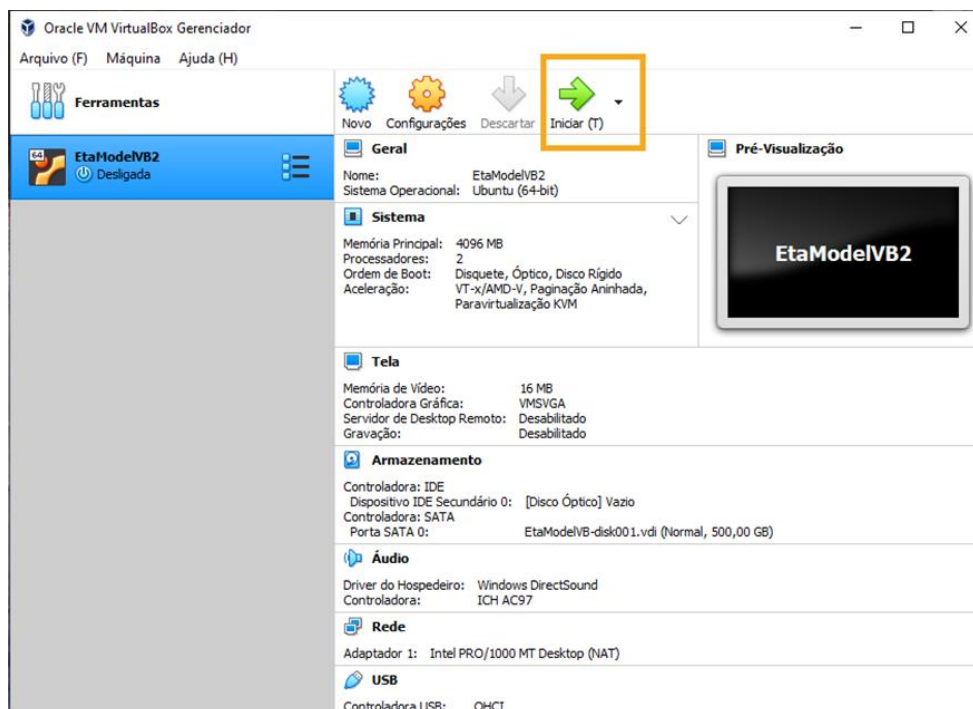 Oracle VM VirtualBox Gerenciador
Arquivo (F) Máquina Ajuda (H)
Ferramentas
Novo Configurações Descartar Iniciar (T)
64 EtaModelVB2
Desligada
Geral
Nome: EtaModelVB2
Sistema Operacional: Ubuntu (64-bit)
Pré-Visualização
EtaModelVB2
Sistema
Memória Principal: 4096 MB
Processadores: 2
Ordem de Boot: Disquete, Óptico, Disco Rígido
Aceleração: VT-x/AMD-V, Paginação Aninhada,
Paravirtualização KVM
Tela
Memória de Vídeo: 16 MB
Controladora Gráfica: VMSVGA
Servidor de Desktop Remoto: Desabilitado
Gravação: Desabilitado
Armazenamento
Controladora: IDE
Dispositivo IDE Secundário 0: [Disco Óptico] Vazio
Controladora: SATA
Porta SATA 0: EtaModelVB-disk001.vdi (Normal, 500,00 GB)
Áudio
Driver do Hospedeiro: Windows DirectSound
Controladora: ICH AC97
Rede
Adaptador 1: Intel PRO/1000 MT Desktop (NAT)
USB
Controladora USB: OHCI